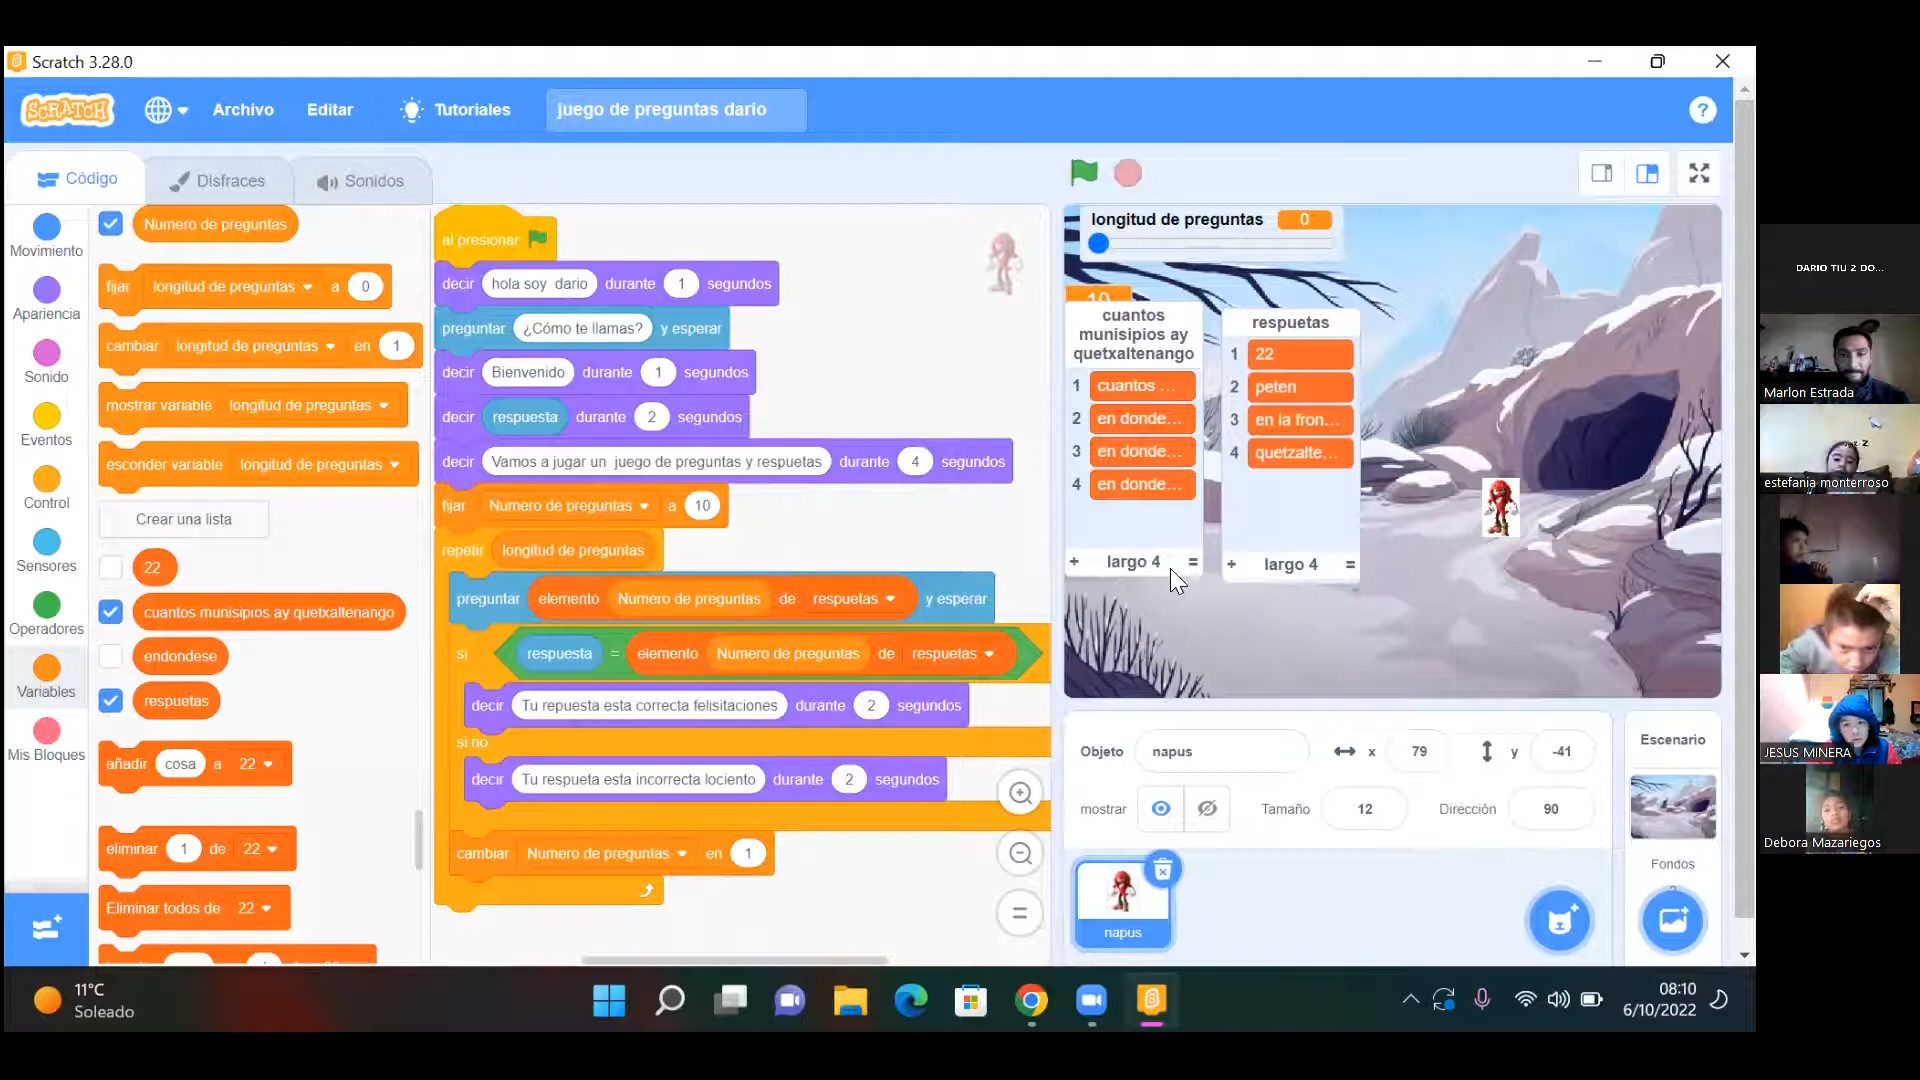 Scratch 3.28.0
SCRATCH
Archivo
Editar
Tutoriales
juego de preguntas dario
?
Código
Disfraces
Sonidos
Movimiento
Apariencia
Sonido
Eventos
Control
Sensores
Operadores
Variables
Mis Bloques
Numero de preguntas
fijar longitud de preguntas a 0
cambiar longitud de preguntas en 1
mostrar variable longitud de preguntas
esconder variable longitud de preguntas
Crear una lista
22
cuantos munisipios ay quetxaltenango
endondese
respuetas
añadir cosa a 22
eliminar 1 de 22
Eliminar todos de 22
al presionar
decir hola soy dario durante 1 segundos
preguntar ¿Cómo te llamas? y esperar
decir Bienvenido durante 1 segundos
decir respuesta durante 2 segundos
decir Vamos a jugar un juego de preguntas y respuetas durante 4 segundos
fijar Numero de preguntas a 10
repetir longitud de preguntas
preguntar elemento Numero de preguntas de respuetas y esperar
si respuesta = elemento Numero de preguntas de respuetas
decir Tu repuesta esta correcta felisitaciones durante 2 segundos
si no
decir Tu respueta esta incorrecta lociento durante 2 segundos
cambiar Numero de preguntas en 1
longitud de preguntas 0
10
cuantos
munisipios ay
quetxaltenango
1 cuantos ...
2 en donde...
3 en donde...
4 en donde...
+ largo 4 =
respuetas
1 22
2 peten
3 en la fron...
4 quetzalte...
+ largo 4 =
Objeto napus x 79 y -41
mostrar Tamaño 12 Dirección 90
napus
Escenario
Fondos
DARIO TIU 2 DO...
Marlon Estrada
estefania monterroso
JESUS MINERA
Debora Mazariegos
11°C
Soleado
08:10
6/10/2022